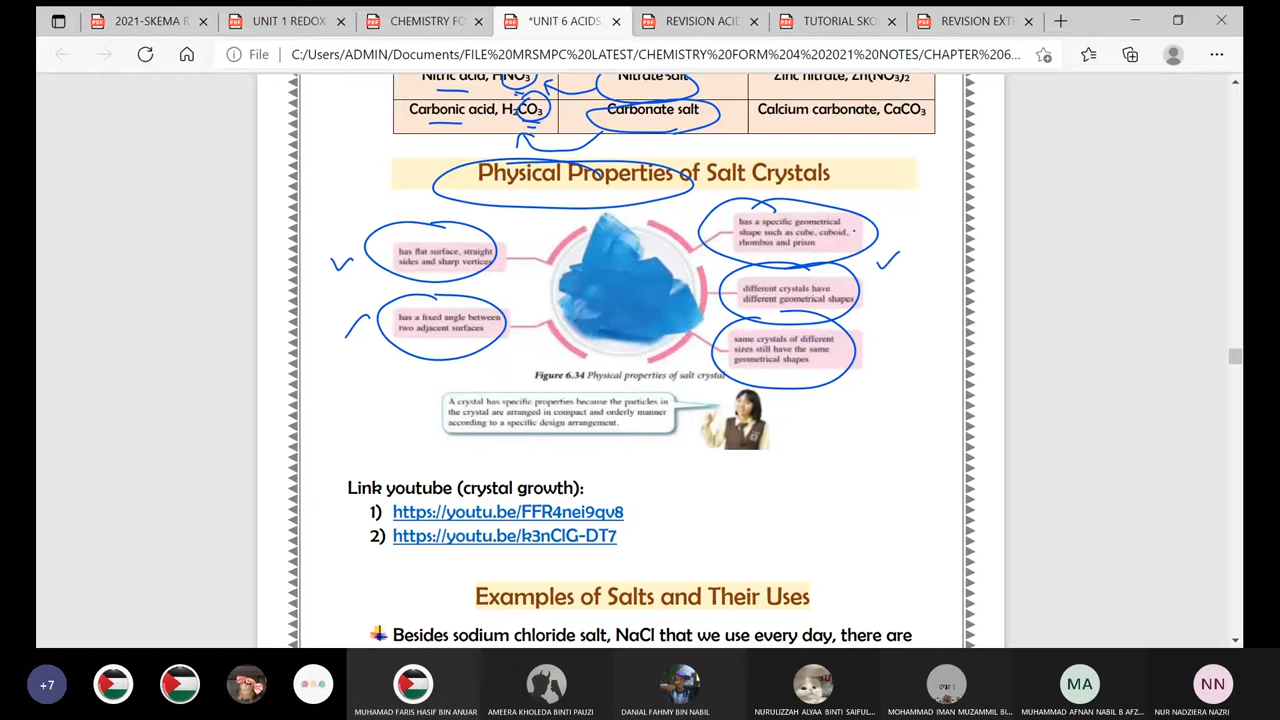 2021-SKEMA R
UNIT 1 REDOX
CHEMISTRY FO
*UNIT 6 ACIDS
REVISION ACID
TUTORIAL SKO
REVISION EXT
File
C:/Users/ADMIN/Documents/FILE%20MRSMPC%20LATEST/CHEMISTRY%20FORM%204%202021%20NOTES/CHAPTER%206...
Nitric acid, HNO₃
Nitrate salt
Zinc nitrate, Zn(NO₃)₂
Carbonic acid, H₂CO₃
Carbonate salt
Calcium carbonate, CaCO₃
Physical Properties of Salt Crystals
has flat surface, straight
sides and sharp vertices
has a fixed angle between
two adjacent surfaces
has a specific geometrical
shape such as cube, cuboid,
rhombus and prism
different crystals have
different geometrical shapes
same crystals of different
sizes still have the same
geometrical shapes
Figure 6.34 Physical properties of salt crystal
A crystal has specific properties because the particles in
the crystal are arranged in compact and orderly manner
according to a specific design arrangement.
Link youtube (crystal growth):
1) https://youtu.be/FFR4nei9qv8
2) https://youtu.be/k3nClG-DT7
Examples of Salts and Their Uses
Besides sodium chloride salt, NaCl that we use every day, there are
+7
MA
NN
MUHAMAD FARIS HASIF BIN ANUAR
AMEERA KHOLEDA BINTI PAUZI
DANIAL FAHMY BIN NABIL
NURULIZZAH ALYAA BINTI SAIFUL...
MOHAMMAD IMAN MUZAMMIL BI...
MUHAMMAD AFNAN NABIL B AFZ...
NUR NADZIERA NAZRI